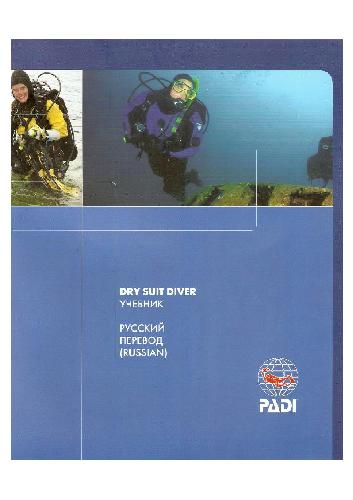 DRY SUIT DIVER
УЧЕБНИК
РУССКИЙ
ПЕРЕВОД
(RUSSIAN)
PADI